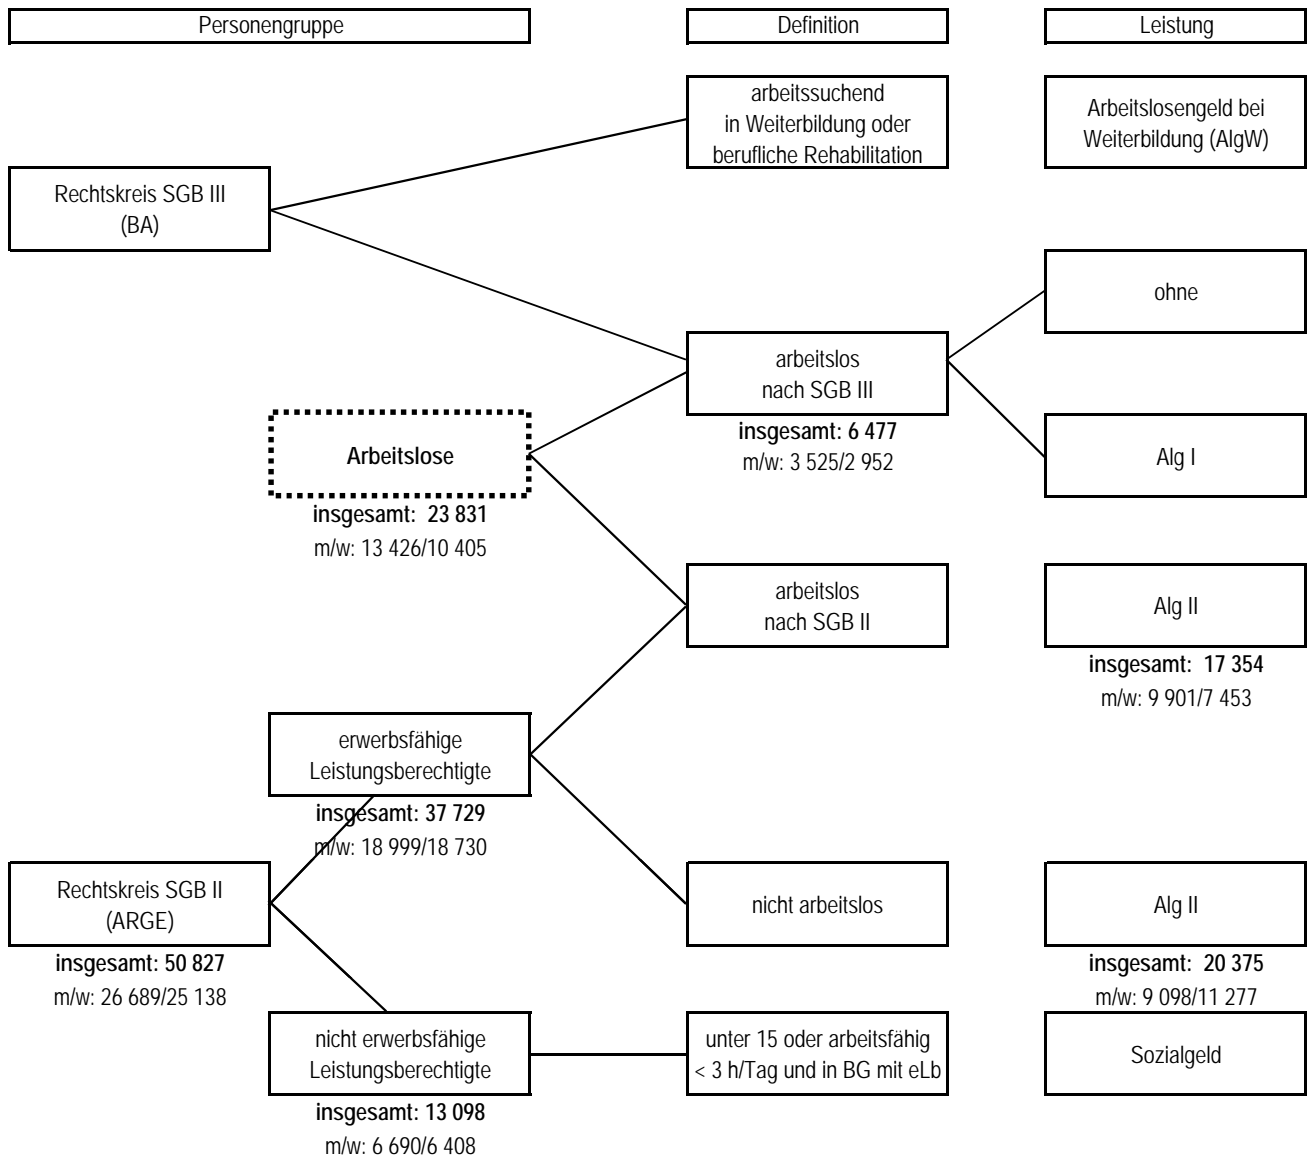 Personengruppe
Definition
Leistung
arbeitssuchend
in Weiterbildung oder
berufliche Rehabilitation
Arbeitslosengeld bei
Weiterbildung (AlgW)
Rechtskreis SGB III
(BA)
ohne
arbeitslos
nach SGB III
insgesamt: 6 477
m/w: 3 525/2 952
Alg I
Arbeitslose
insgesamt: 23 831
m/w: 13 426/10 405
arbeitslos
nach SGB II
Alg II
insgesamt: 17 354
m/w: 9 901/7 453
erwerbsfähige
Leistungsberechtigte
insgesamt: 37 729
m/w: 18 999/18 730
Rechtskreis SGB II
(ARGE)
insgesamt: 50 827
m/w: 26 689/25 138
nicht arbeitslos
Alg II
insgesamt: 20 375
m/w: 9 098/11 277
nicht erwerbsfähige
Leistungsberechtigte
insgesamt: 13 098
m/w: 6 690/6 408
unter 15 oder arbeitsfähig
< 3 h/Tag und in BG mit eLb
Sozialgeld